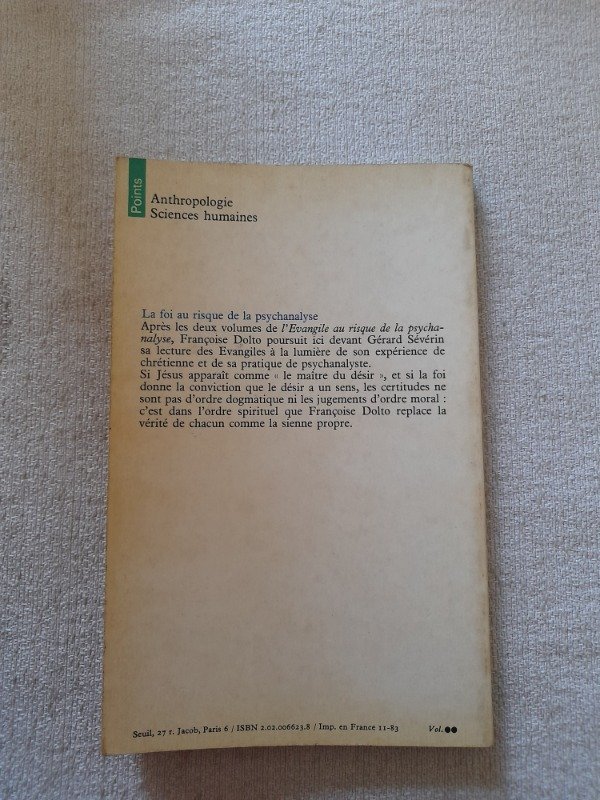 Points
Anthropologie
Sciences humaines
La foi au risque de la psychanalyse
Après les deux volumes de l'Evangile au risque de la psycha-
nalyse, Françoise Dolto poursuit ici devant Gérard Sévérin
sa lecture des Evangiles à la lumière de son expérience de
chrétienne et de sa pratique de psychanalyste.
Si Jésus apparaît comme « le maître du désir », et si la foi
donne la conviction que le désir a un sens, les certitudes ne
sont pas d'ordre dogmatique ni les jugements d'ordre moral :
c'est dans l'ordre spirituel que Françoise Dolto replace la
vérité de chacun comme la sienne propre.
Seuil, 27 r. Jacob, Paris 6 / ISBN 2.02.006623.8 / Imp. en France 11-83 Vol.●●